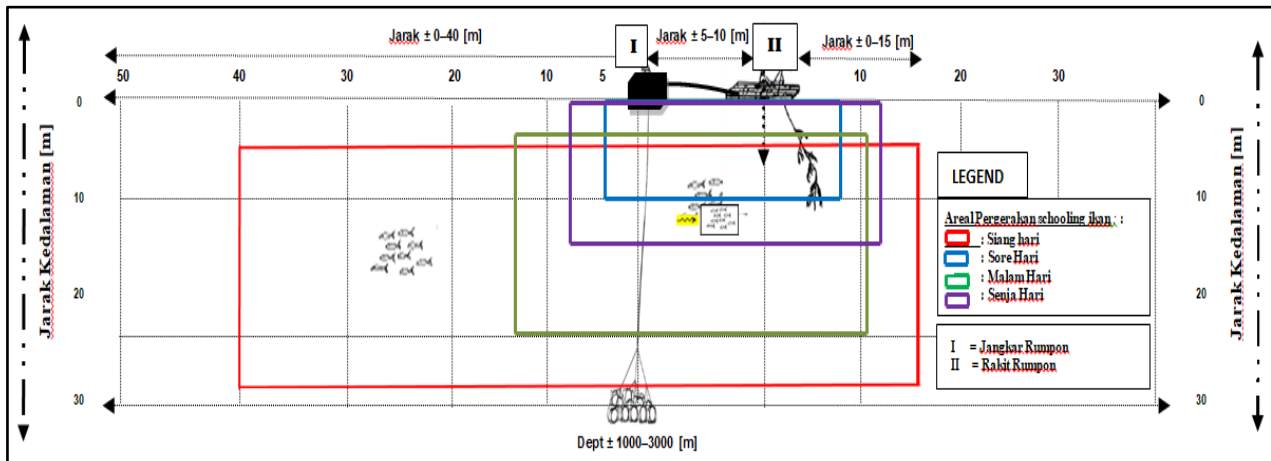 Jarak ± 0–40 [m]
I
Jarak ± 5–10 [m]
II
Jarak ± 0–15 [m]
50 40 30 20 10 5 10 20 30
0 0
10 10
20 20
30 30
Jarak Kedalaman [m]
Jarak Kedalaman [m]
LEGEND
Areal Pergerakan schooling ikan : :
: Siang hari
: Sore Hari
: Malam Hari
: Senja Hari
I = Jangkar Rumpon
II = Rakit Rumpon
Dept ± 1000–3000 [m]